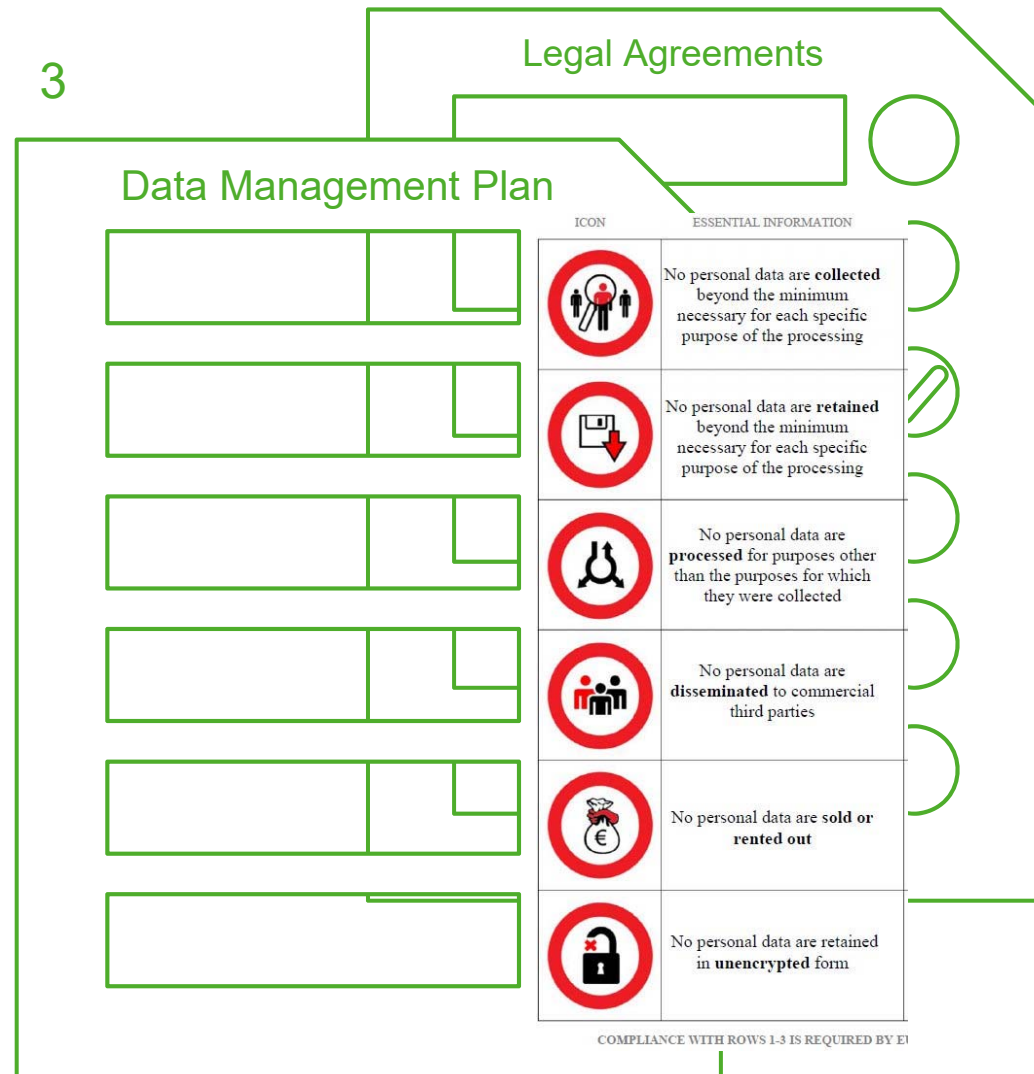 3
Legal Agreements
Data Management Plan
ICON
ESSENTIAL INFORMATION
No personal data are collected
beyond the minimum
necessary for each specific
purpose of the processing
No personal data are retained
beyond the minimum
necessary for each specific
purpose of the processing
No personal data are
processed for purposes other
than the purposes for which
they were collected
No personal data are
disseminated to commercial
third parties
€
No personal data are sold or
rented out
No personal data are retained
in unencrypted form
COMPLIANCE WITH ROWS 1-3 IS REQUIRED BY